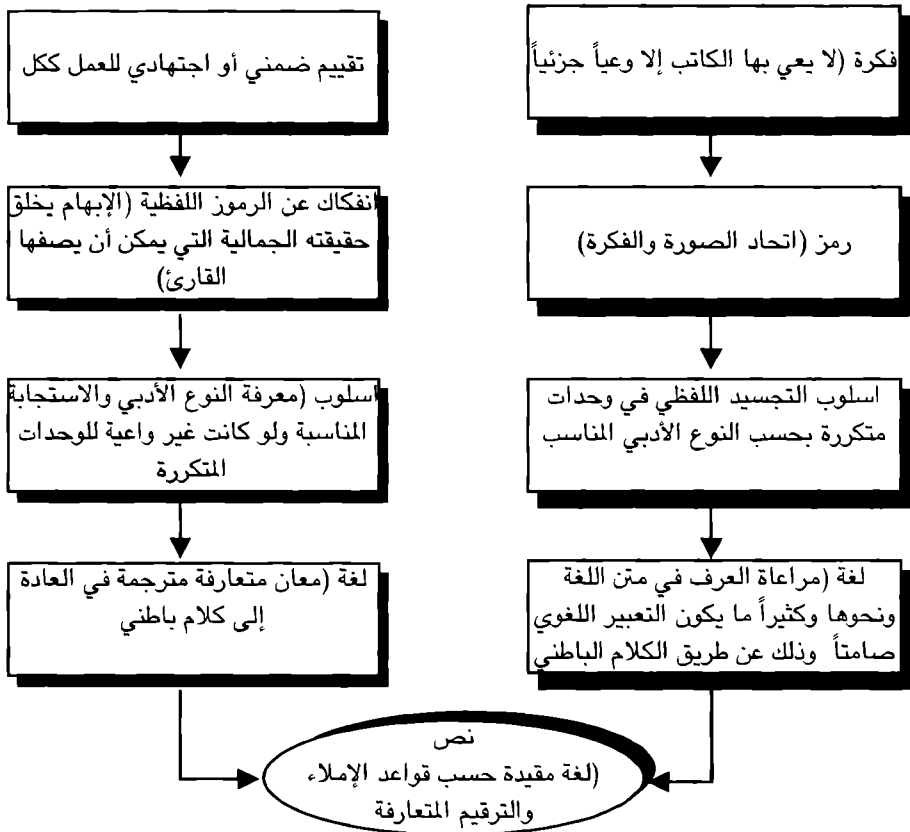 فكرة (لا يعي بها الكاتب إلا وعياً جزئياً
رمز (اتحاد الصورة والفكرة)
اسلوب التجسيد اللفظي في وحدات
متكررة بحسب النوع الأدبي المناسب
لغة (مراعاة العرف في متن اللغة
ونحوها وكثيراً ما يكون التعبير اللغوي
صامتاً وذلك عن طريق الكلام الباطني
تقييم ضمني أو اجتهادي للعمل ككل
انفكاك عن الرموز اللفظية (الإبهام يخلق
حقيقته الجمالية التي يمكن أن يصفها
القارئ)
اسلوب (معرفة النوع الأدبي والاستجابة
المناسبة ولو كانت غير واعية للوحدات
المتكررة
لغة (معان متعارفة مترجمة في العادة
إلى كلام باطني
نص
(لغة مقيدة حسب قواعد الإملاء
والترقيم المتعارفة